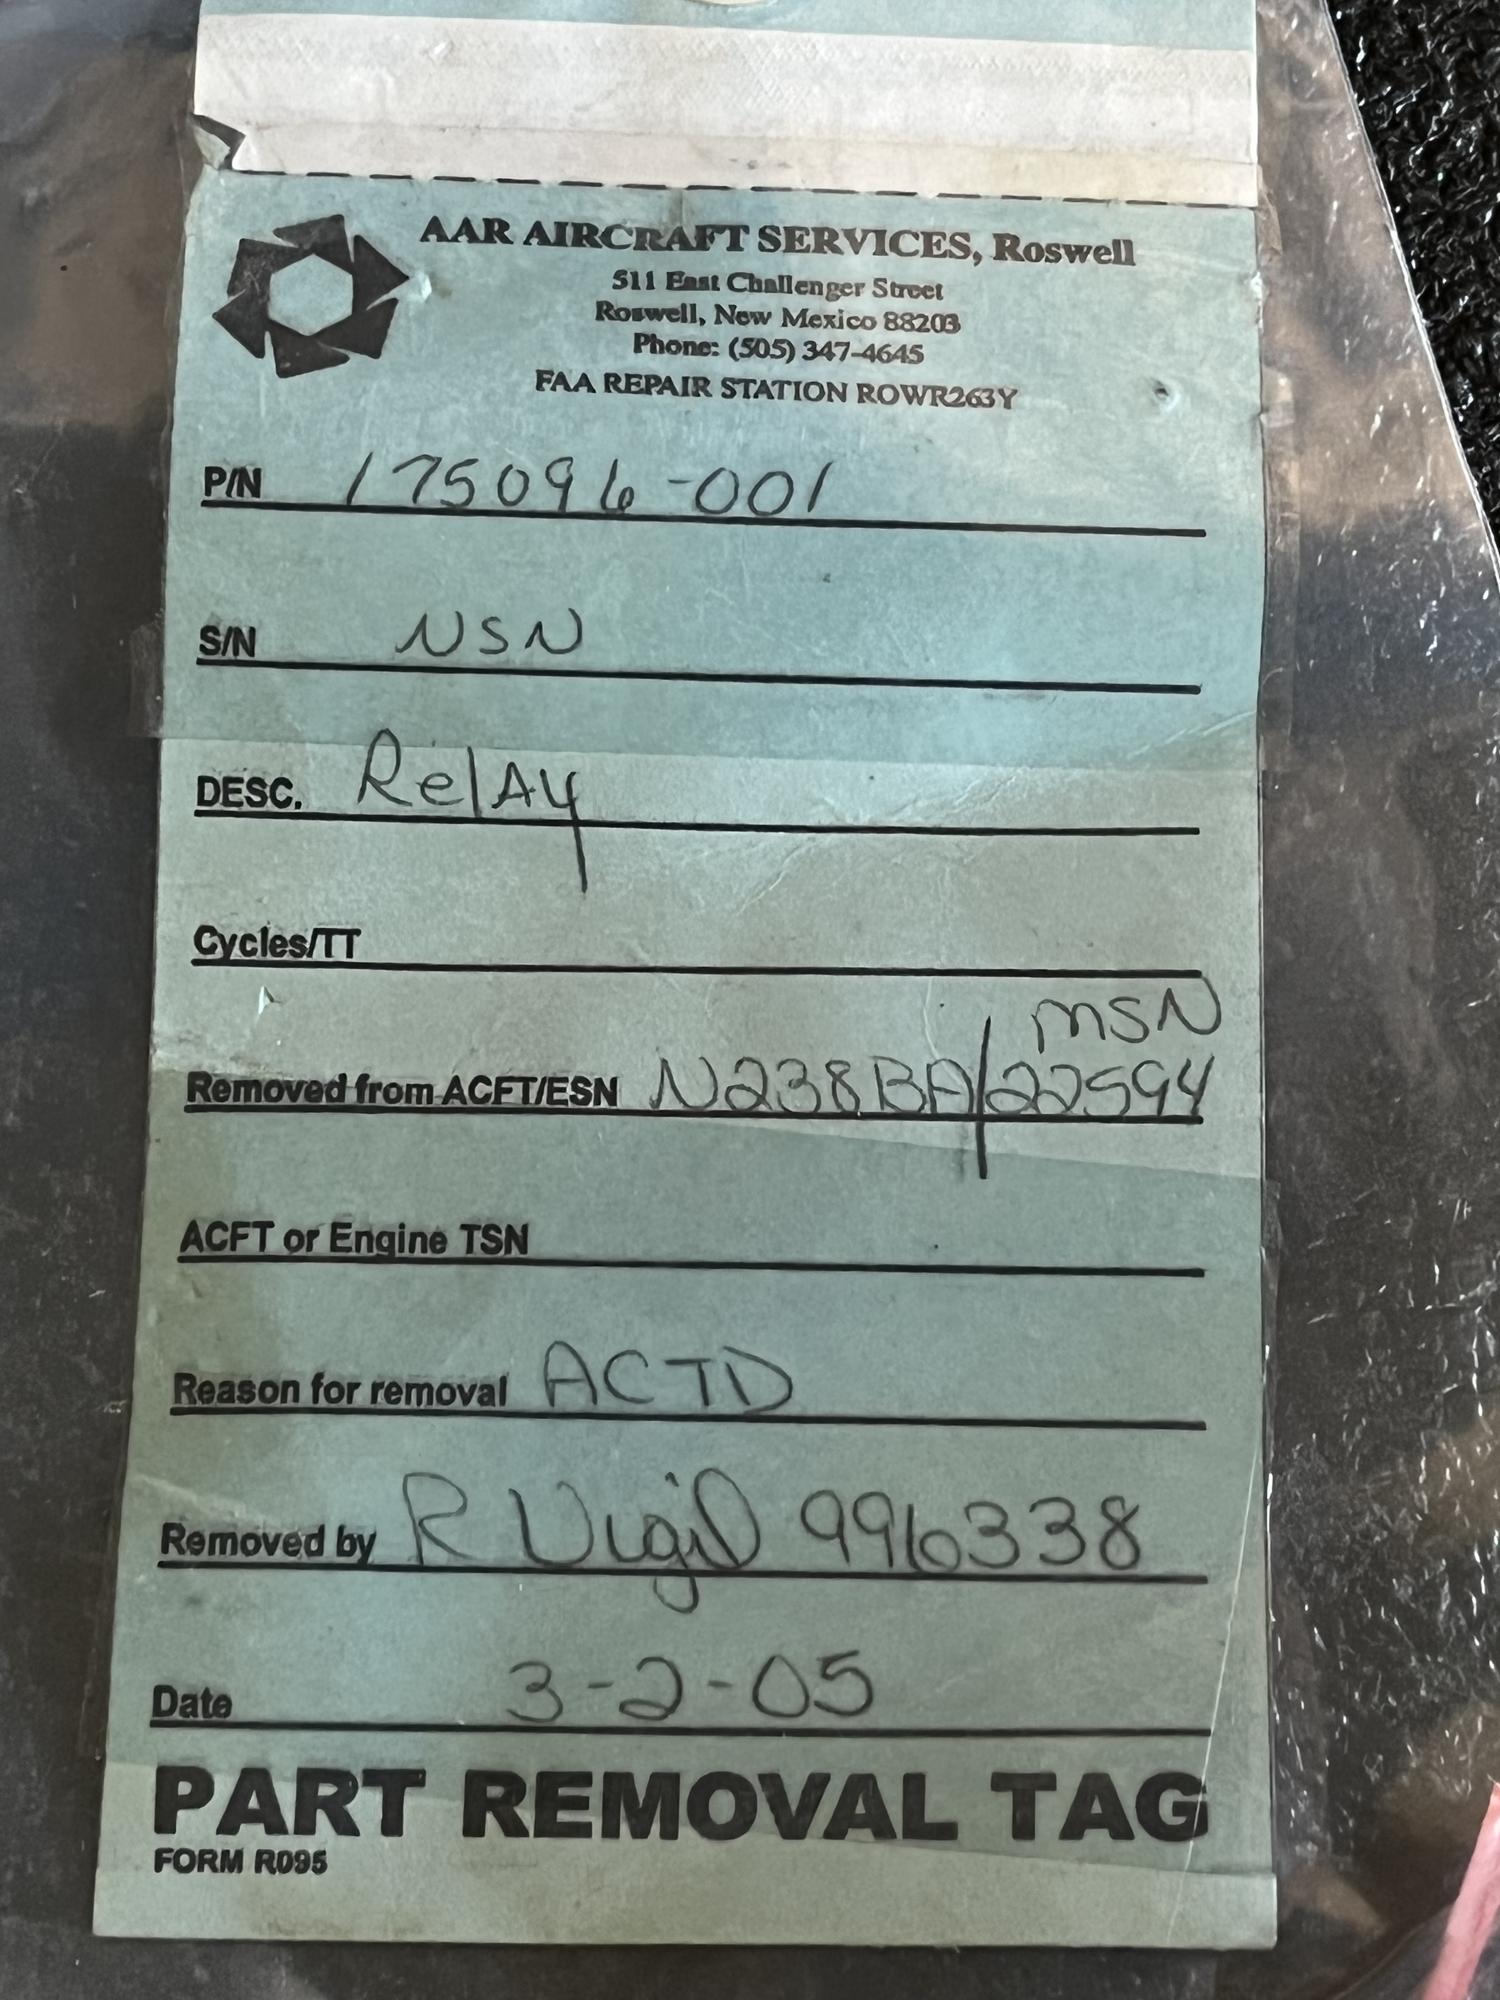 AAR AIRCRAFT SERVICES, Roswell
511 East Challenger Street
Roswell, New Mexico 88203
Phone: (505) 347-4645
FAA REPAIR STATION ROWR263Y
P/N 175096-001
S/N NSN
DESC. RelAy
Cycles/TT
MSN
Removed from ACFT/ESN N238BA/22594
ACFT or Engine TSN
Reason for removal ACTD
Removed by R Vigil 996338
Date 3-2-05
PART REMOVAL TAG
FORM R095